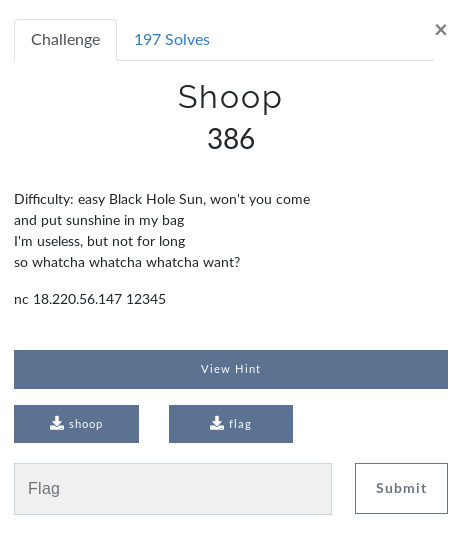 Challenge
197 Solves
×
Shoop
386
Difficulty: easy Black Hole Sun, won't you come
and put sunshine in my bag
I'm useless, but not for long
so whatcha whatcha whatcha want?
nc 18.220.56.147 12345
View Hint
shoop
flag
Flag
Submit